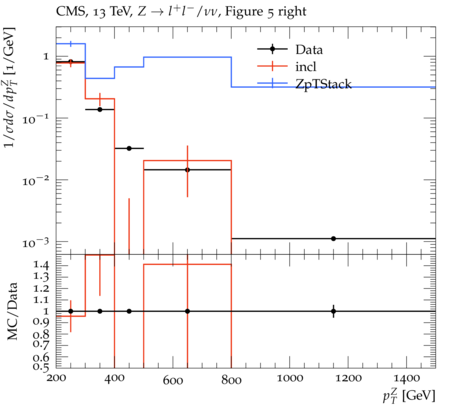 CMS, 13 TeV, Z → l⁺l⁻/νν, Figure 5 right
1/σdσ/dp_T^Z [1/GeV]
Data
incl
ZpTStack
1
10⁻¹
10⁻²
10⁻³
MC/Data
1.4
1.3
1.2
1.1
1
0.9
0.8
0.7
0.6
0.5
200 400 600 800 1000 1200 1400
p_T^Z [GeV]